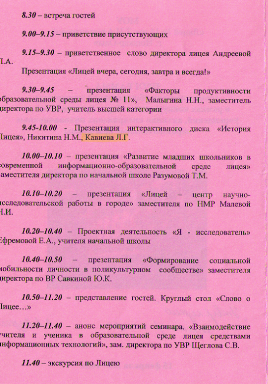 8.30 – встреча гостей
9.00–9.15 – приветствие присутствующих
9.15–9.30 – приветственное слово директора лицея Андреевой
Л.А.
Презентация «Лицей вчера, сегодня, завтра и всегда!»
9.30–9.45 – презентация «Факторы продуктивности
образовательной среды лицея № 11», Малыгина Н.Н., заместитель
директора по УВР, учитель высшей категории
9.45-10.00 - Презентация интерактивного диска «История
Лицея», Никитина Н.М., Каваева Л.Г.
10.00–10.10 – презентация «Развитие младших школьников в
современной информационно-образовательной среде лицея»
заместителя директора по начальной школе Разумовой Т.М.
10.10–10.20 – презентация «Лицей – центр научно-
исследовательской работы в городе» заместителя по НМР Малевой
Н.И.
10.20–10.40 – Проектная деятельность «Я - исследователь»
Ефремовой Е.А., учителя начальной школы
10.40–10.50 – презентация «Формирование социальной
мобильности личности в поликультурном сообществе» заместителя
директора по ВР Саякиной Ю.К.
10.50–11.20 – представление гостей. Круглый стол «Слово о
Лицее…»
11.20–11.40 – анонс мероприятий семинара. «Взаимодействие
учителя и ученика в образовательной среде лицея средствами
информационных технологий», зам. директора по УВР Щеглова С.В.
11.40 – экскурсия по Лицею